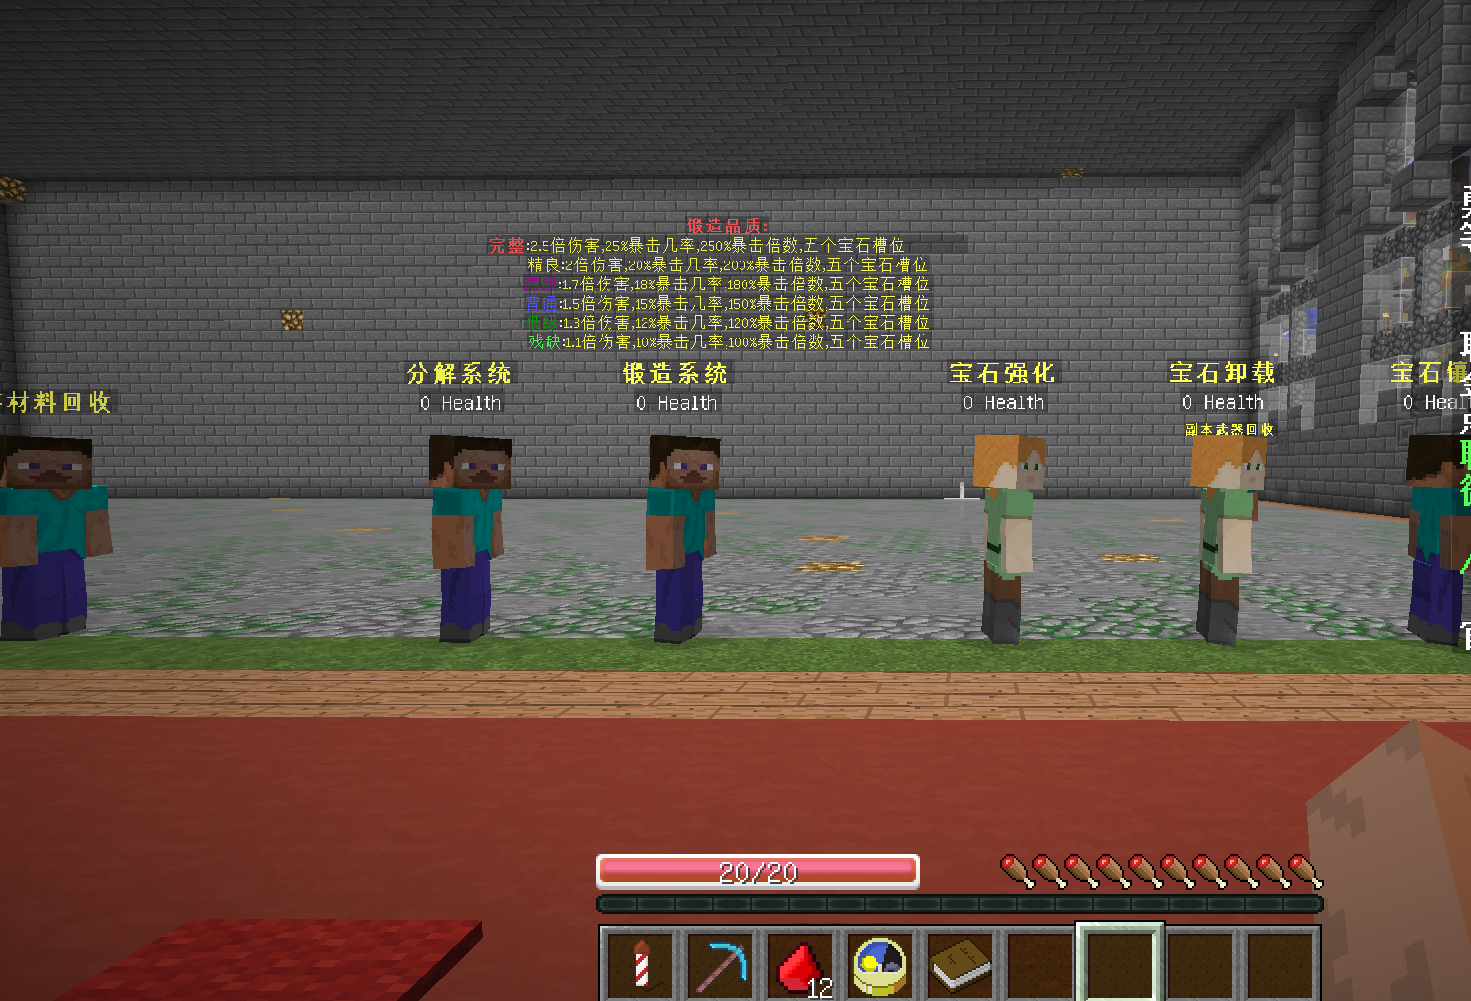 锻造品质:
完整:2.5倍伤害,25%暴击几率,250%暴击倍数,五个宝石槽位
精良:2倍伤害,20%暴击几率,200%暴击倍数,五个宝石槽位
:1.7倍伤害,18%暴击几率,180%暴击倍数,五个宝石槽位
普通:1.5倍伤害,15%暴击几率,150%暴击倍数,五个宝石槽位
:1.3倍伤害,12%暴击几率,120%暴击倍数,五个宝石槽位
残缺:1.1倍伤害,10%暴击几率,100%暴击倍数,五个宝石槽位
材料回收
分解系统
0 Health
锻造系统
0 Health
宝石强化
0 Health
宝石卸载
0 Health
副本武器回收
宝石镶
0 Heal
20/20
12